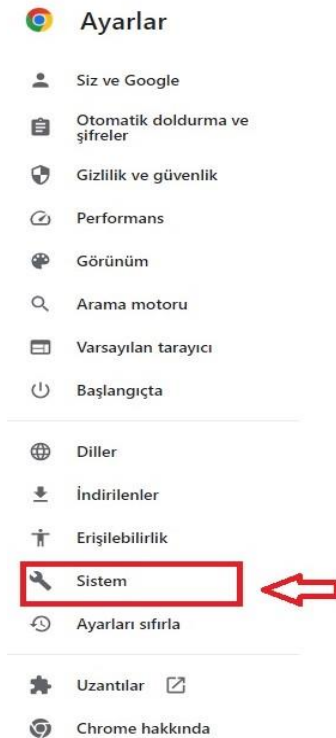 Ayarlar
Siz ve Google
Otomatik doldurma ve
şifreler
Gizlilik ve güvenlik
Performans
Görünüm
Arama motoru
Varsayılan tarayıcı
Başlangıçta
Diller
İndirilenler
Erişilebilirlik
Sistem
Ayarları sıfırla
Uzantılar
Chrome hakkında